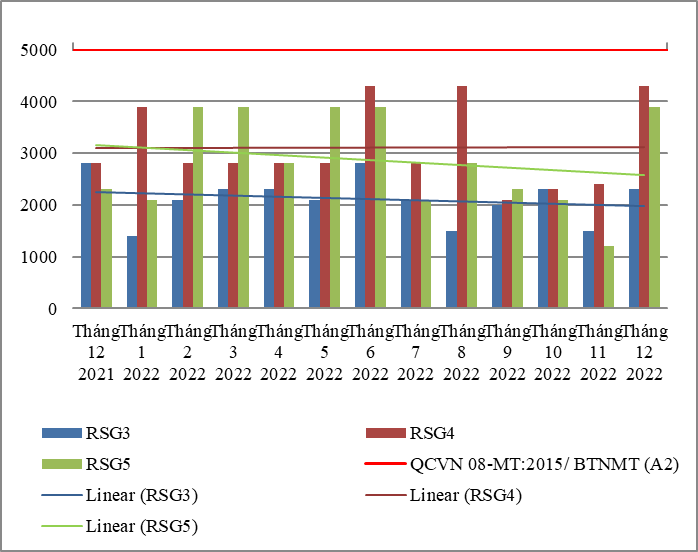 5000
4000
3000
2000
1000
0
Tháng Tháng Tháng Tháng Tháng Tháng Tháng Tháng Tháng Tháng Tháng Tháng Tháng
12 1 2 3 4 5 6 7 8 9 10 11 12
2021 2022 2022 2022 2022 2022 2022 2022 2022 2022 2022 2022 2022
RSG3 RSG4
RSG5 QCVN 08-MT:2015/ BTNMT (A2)
Linear (RSG3) Linear (RSG4)
Linear (RSG5)